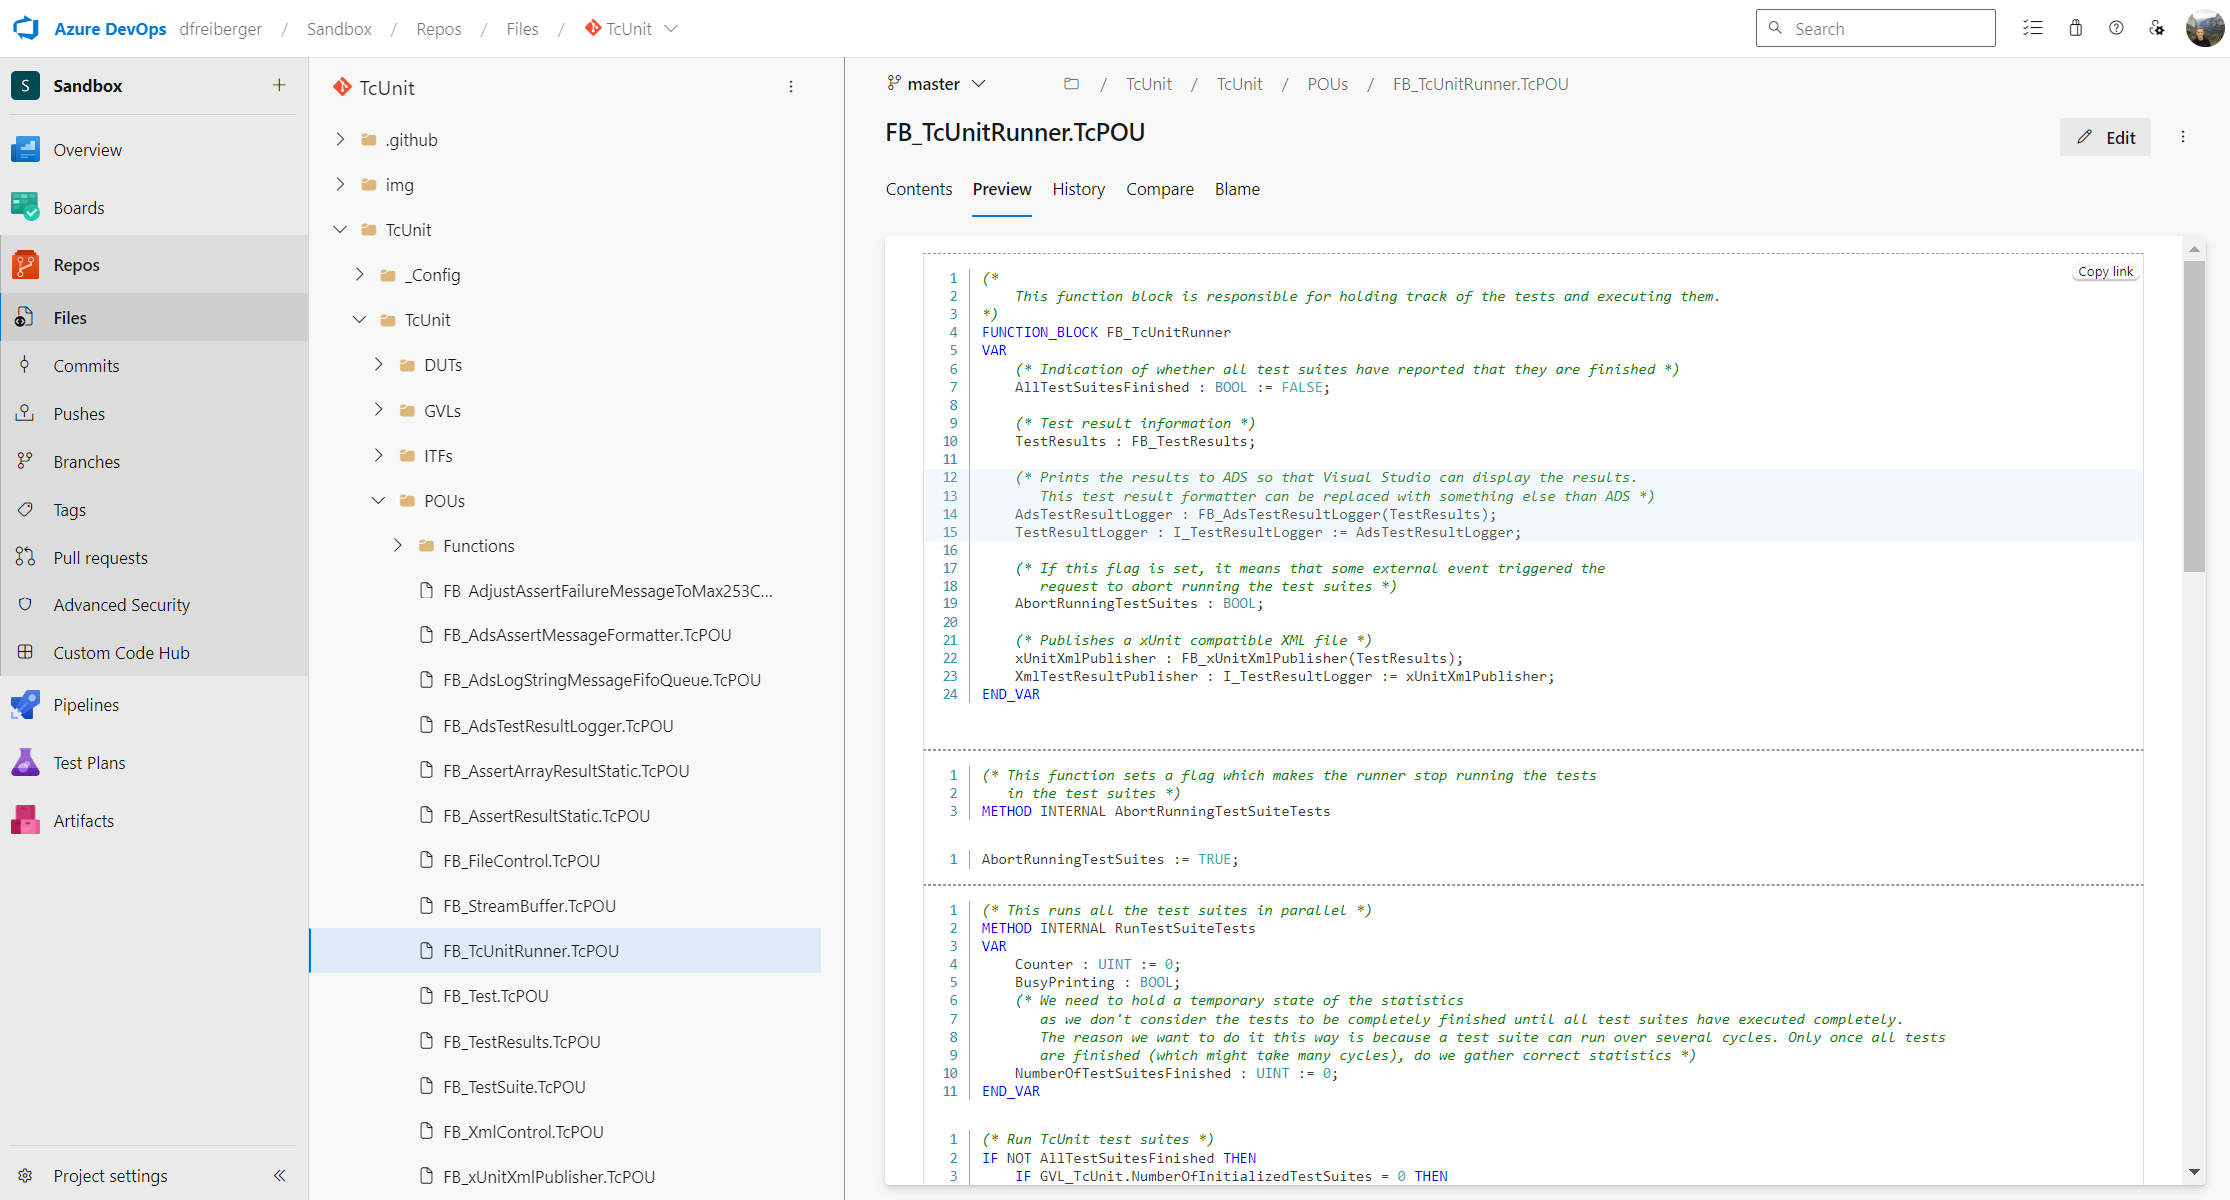 Azure DevOps dfreiberger / Sandbox / Repos / Files / TcUnit
Search
S Sandbox
Overview
Boards
Repos
Files
Commits
Pushes
Branches
Tags
Pull requests
Advanced Security
Custom Code Hub
Pipelines
Test Plans
Artifacts
Project settings
TcUnit
.github
img
TcUnit
_Config
TcUnit
DUTs
GVLs
ITFs
POUs
Functions
FB_AdjustAssertFailureMessageToMax253C...
FB_AdsAssertMessageFormatter.TcPOU
FB_AdsLogStringMessageFifoQueue.TcPOU
FB_AdsTestResultLogger.TcPOU
FB_AssertArrayResultStatic.TcPOU
FB_AssertResultStatic.TcPOU
FB_FileControl.TcPOU
FB_StreamBuffer.TcPOU
FB_TcUnitRunner.TcPOU
FB_Test.TcPOU
FB_TestResults.TcPOU
FB_TestSuite.TcPOU
FB_XmlControl.TcPOU
FB_xUnitXmlPublisher.TcPOU
master / TcUnit / TcUnit / POUs / FB_TcUnitRunner.TcPOU
FB_TcUnitRunner.TcPOU
Edit
Contents Preview History Compare Blame
Copy link
1 (*
2 This function block is responsible for holding track of the tests and executing them.
3 *)
4 FUNCTION_BLOCK FB_TcUnitRunner
5 VAR
6 (* Indication of whether all test suites have reported that they are finished *)
7 AllTestSuitesFinished : BOOL := FALSE;
8
9 (* Test result information *)
10 TestResults : FB_TestResults;
11
12 (* Prints the results to ADS so that Visual Studio can display the results.
13 This test result formatter can be replaced with something else than ADS *)
14 AdsTestResultLogger : FB_AdsTestResultLogger(TestResults);
15 TestResultLogger : I_TestResultLogger := AdsTestResultLogger;
16
17 (* If this flag is set, it means that some external event triggered the
18 request to abort running the test suites *)
19 AbortRunningTestSuites : BOOL;
20
21 (* Publishes a xUnit compatible XML file *)
22 xUnitXmlPublisher : FB_xUnitXmlPublisher(TestResults);
23 XmlTestResultPublisher : I_TestResultLogger := xUnitXmlPublisher;
24 END_VAR
1 (* This function sets a flag which makes the runner stop running the tests
2 in the test suites *)
3 METHOD INTERNAL AbortRunningTestSuiteTests
1 AbortRunningTestSuites := TRUE;
1 (* This runs all the test suites in parallel *)
2 METHOD INTERNAL RunTestSuiteTests
3 VAR
4 Counter : UINT := 0;
5 BusyPrinting : BOOL;
6 (* We need to hold a temporary state of the statistics
7 as we don't consider the tests to be completely finished until all test suites have executed completely.
8 The reason we want to do it this way is because a test suite can run over several cycles. Only once all tests
9 are finished (which might take many cycles), do we gather correct statistics *)
10 NumberOfTestSuitesFinished : UINT := 0;
11 END_VAR
1 (* Run TcUnit test suites *)
2 IF NOT AllTestSuitesFinished THEN
3 IF GVL_TcUnit.NumberOfInitializedTestSuites = 0 THEN